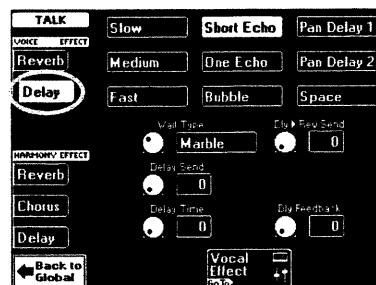 TALK
Slow
Short Echo
Pan Delay 1
VOICE EFFECT
Reverb
Medium
One Echo
Pan Delay 2
Delay
Fast
Bubble
Space
Wall Type
Marble
Dly▶Rev Send
0
HARMONY EFFECT
Reverb
Delay Send
0
Chorus
Delay Time
0
Dly Feedback
0
Delay
Back to
Global
Vocal
Effect
GoTo